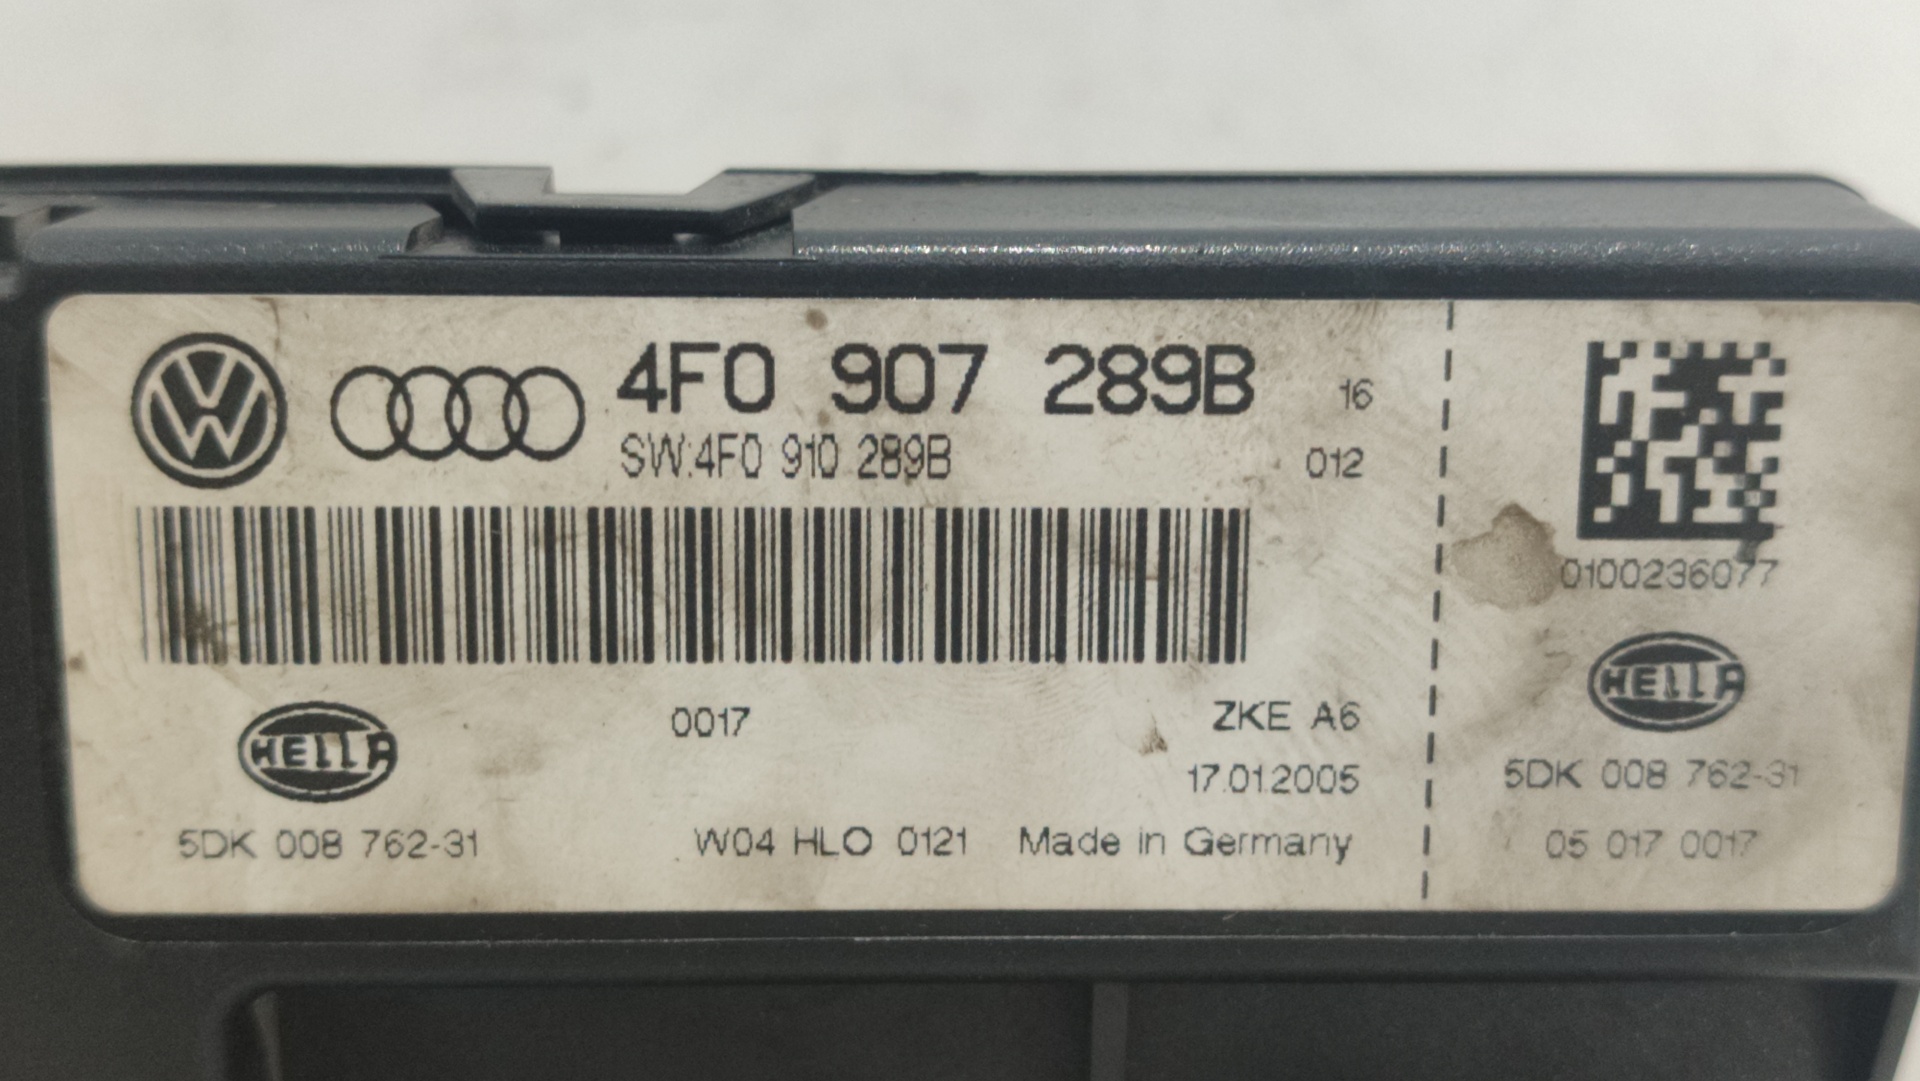 4F0 907 289B 16
SW:4F0 910 289B 012
0017 ZKE A6
17.01.2005
HELLA
5DK 008 762-31 W04 HLO 0121 Made in Germany
0100236077
HELLA
5DK 008 762-31
05 017 0017